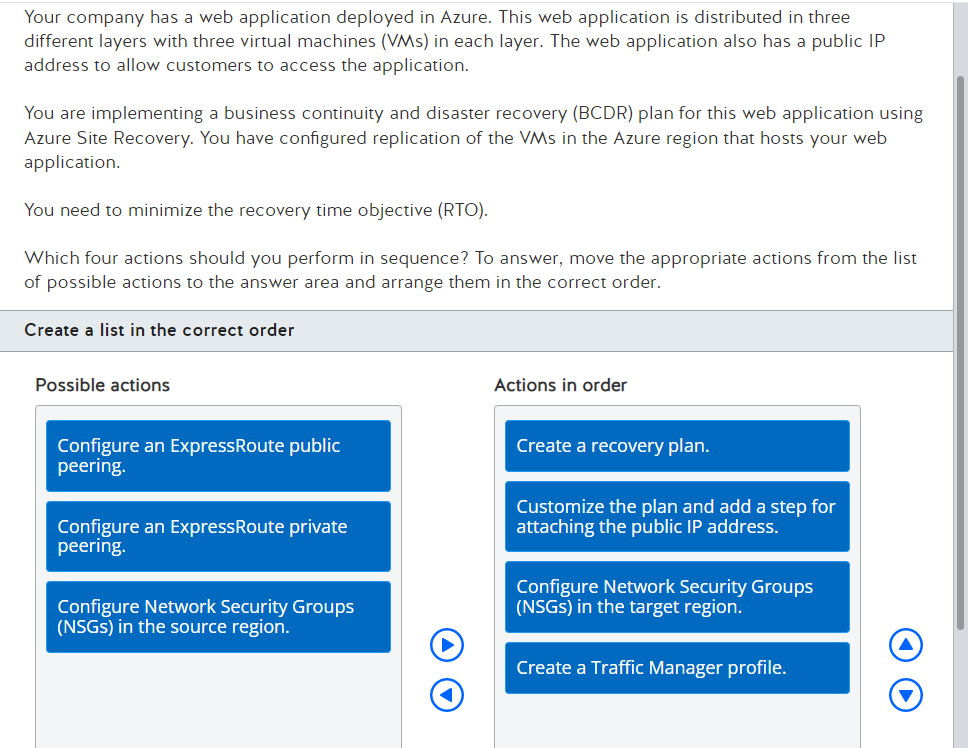 Your company has a web application deployed in Azure. This web application is distributed in three
different layers with three virtual machines (VMs) in each layer. The web application also has a public IP
address to allow customers to access the application.
You are implementing a business continuity and disaster recovery (BCDR) plan for this web application using
Azure Site Recovery. You have configured replication of the VMs in the Azure region that hosts your web
application.
You need to minimize the recovery time objective (RTO).
Which four actions should you perform in sequence? To answer, move the appropriate actions from the list
of possible actions to the answer area and arrange them in the correct order.
Create a list in the correct order
Possible actions
Configure an ExpressRoute public
peering.
Configure an ExpressRoute private
peering.
Configure Network Security Groups
(NSGs) in the source region.
Actions in order
Create a recovery plan.
Customize the plan and add a step for
attaching the public IP address.
Configure Network Security Groups
(NSGs) in the target region.
Create a Traffic Manager profile.